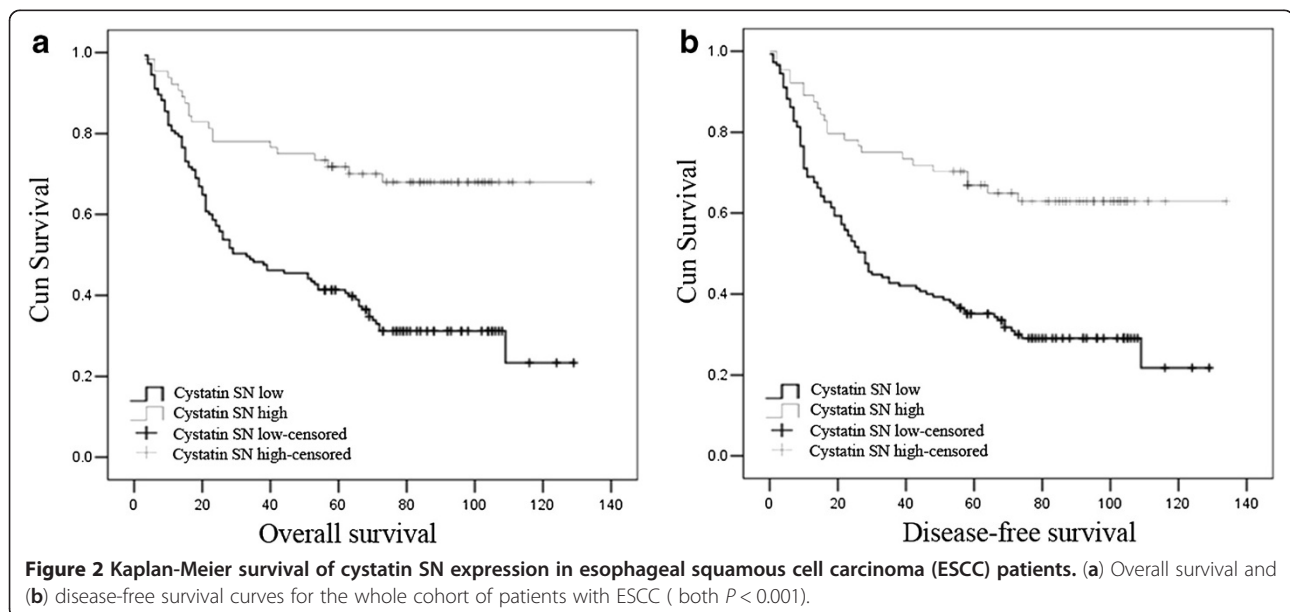 a
1.0
0.8
0.6
0.4
0.2
0.0
Cun Survival
Cystatin SN low
Cystatin SN high
Cystatin SN low-censored
Cystatin SN high-censored
0 20 40 60 80 100 120 140
Overall survival
b
1.0
0.8
0.6
0.4
0.2
0.0
Cun Survival
Cystatin SN low
Cystatin SN high
Cystatin SN low-censored
Cystatin SN high-censored
0 20 40 60 80 100 120 140
Disease-free survival
Figure 2 Kaplan-Meier survival of cystatin SN expression in esophageal squamous cell carcinoma (ESCC) patients. (a) Overall survival and
(b) disease-free survival curves for the whole cohort of patients with ESCC ( both P < 0.001).